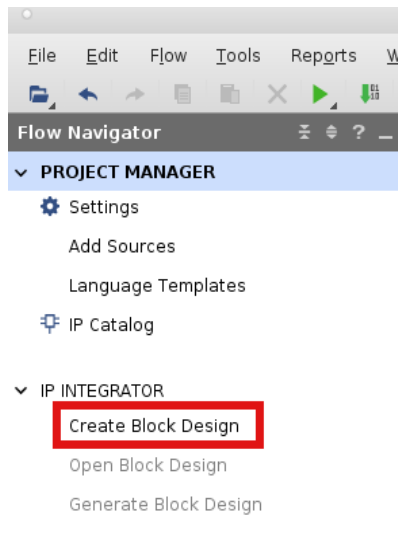 File Edit Flow Tools Reports W
Flow Navigator ?
PROJECT MANAGER
Settings
Add Sources
Language Templates
IP Catalog
IP INTEGRATOR
Create Block Design
Open Block Design
Generate Block Design